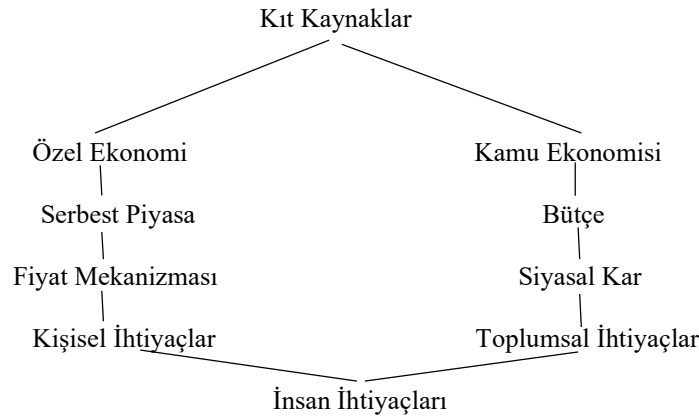 Kıt Kaynaklar
Özel Ekonomi
Kamu Ekonomisi
Serbest Piyasa
Bütçe
Fiyat Mekanizması
Siyasal Kar
Kişisel İhtiyaçlar
Toplumsal İhtiyaçlar
İnsan İhtiyaçları